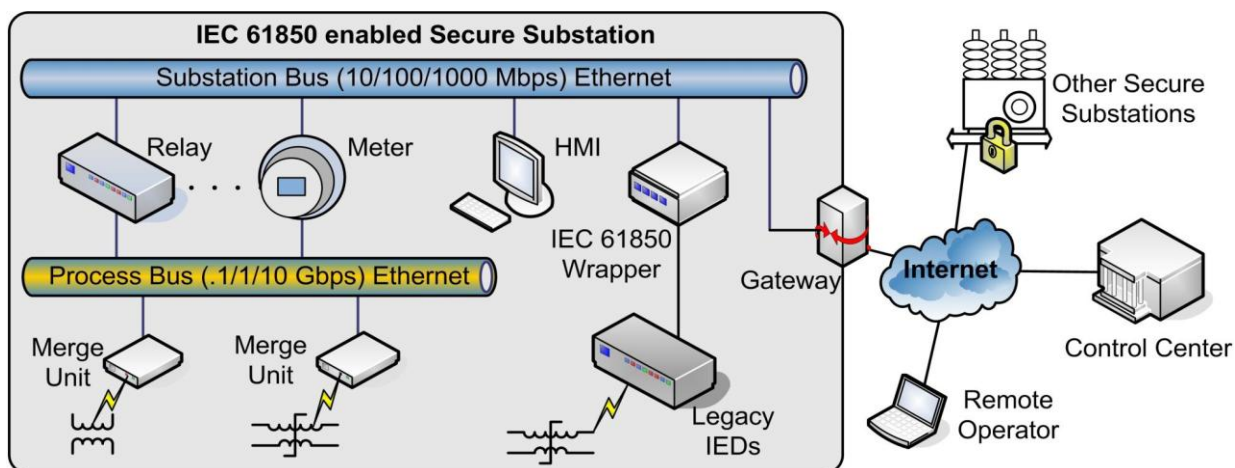 IEC 61850 enabled Secure Substation
Substation Bus (10/100/1000 Mbps) Ethernet
Relay
Meter
HMI
IEC 61850
Wrapper
Process Bus (.1/1/10 Gbps) Ethernet
Merge
Unit
Merge
Unit
Legacy
IEDs
Gateway
Internet
Other Secure
Substations
Control Center
Remote
Operator